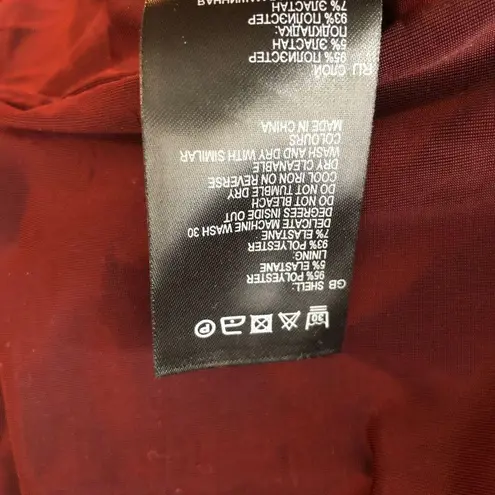 GB SHELL:
95% POLYESTER
5% ELASTANE
LINING:
93% POLYESTER
7% ELASTANE
DELICATE MACHINE WASH 30
DEGREES INSIDE OUT
DO NOT BLEACH
DO NOT TUMBLE DRY
COOL IRON ON REVERSE
DRY CLEANABLE
WASH AND DRY WITH SIMILAR
COLOURS
MADE IN CHINA
RU СЛОЙ
95% ПОЛИЭСТЕР
5% ЭЛАСТАН
ПОДКЛАДКА:
93% ПОЛИЭСТЕР
7% ЭЛАСТАН